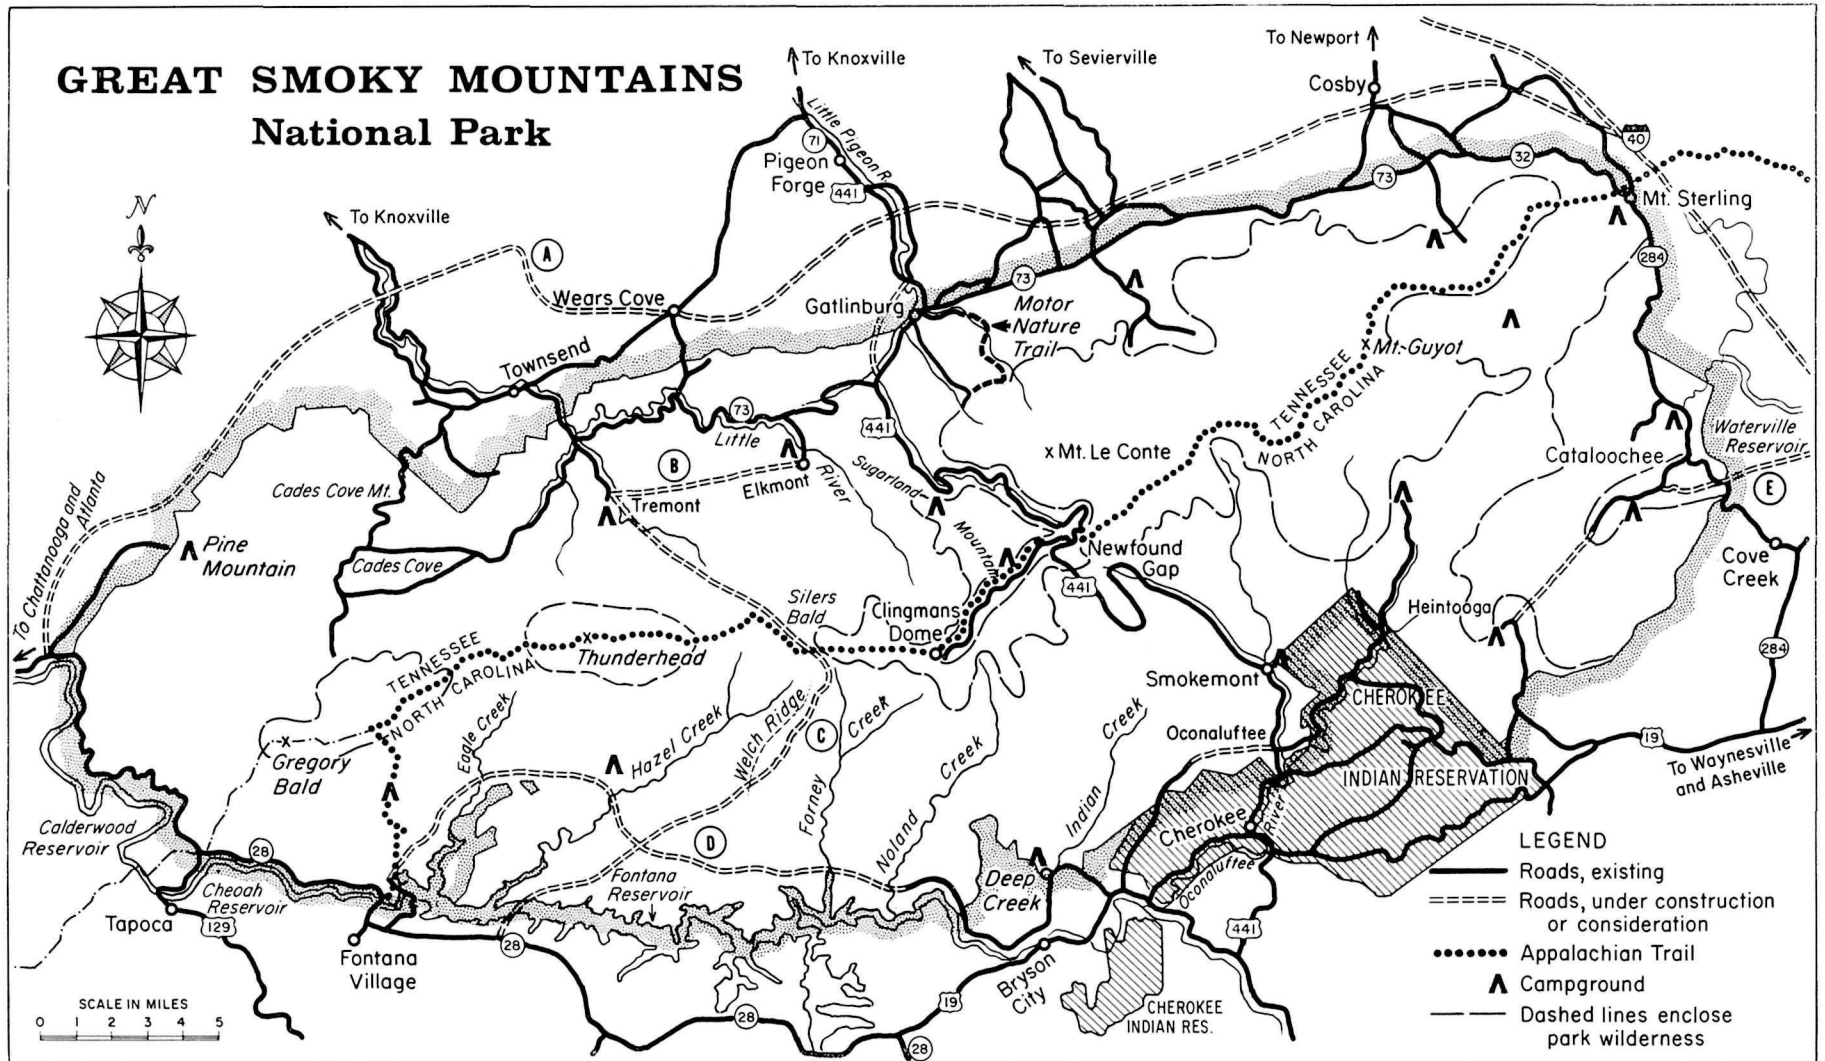 GREAT SMOKY MOUNTAINS
National Park
N
To Knoxville
To Knoxville
To Sevierville
To Newport
Cosby
Little Pigeon R.
71
Pigeon
Forge
441
40
32
73
Mt. Sterling
A
Wears Cove
Gatlinburg
73
Motor
Nature
Trail
284
Townsend
x Mt. Guyot
TENNESSEE
NORTH CAROLINA
73
Little
River
441
B
Elkmont
Sugarland
Mountain
x Mt. Le Conte
Waterville
Reservoir
Cataloochee
E
Cades Cove Mt.
Tremont
To Chattanooga and
Atlanta
Pine
Mountain
Cades Cove
Newfound
Gap
441
Cove
Creek
Silers
Bald
Clingmans
Dome
Heintooga
284
TENNESSEE
NORTH CAROLINA
x
Thunderhead
Smokemont
CHEROKEE
INDIAN RESERVATION
Oconaluftee
19
To Waynesville
and Asheville
x
Gregory
Bald
Eagle Creek
Hazel Creek
Welch Ridge
C
Forney
Creek
Noland
Creek
Indian
Creek
Cherokee
River
Oconaluftee
Calderwood
Reservoir
28
D
Fontana
Reservoir
Deep
Creek
Cheoah
Reservoir
Tapoca
129
Fontana
Village
28
441
Bryson
City
19
28
28
CHEROKEE
INDIAN RES.
SCALE IN MILES
0 1 2 3 4 5
LEGEND
Roads, existing
Roads, under construction
or consideration
Appalachian Trail
Campground
Dashed lines enclose
park wilderness